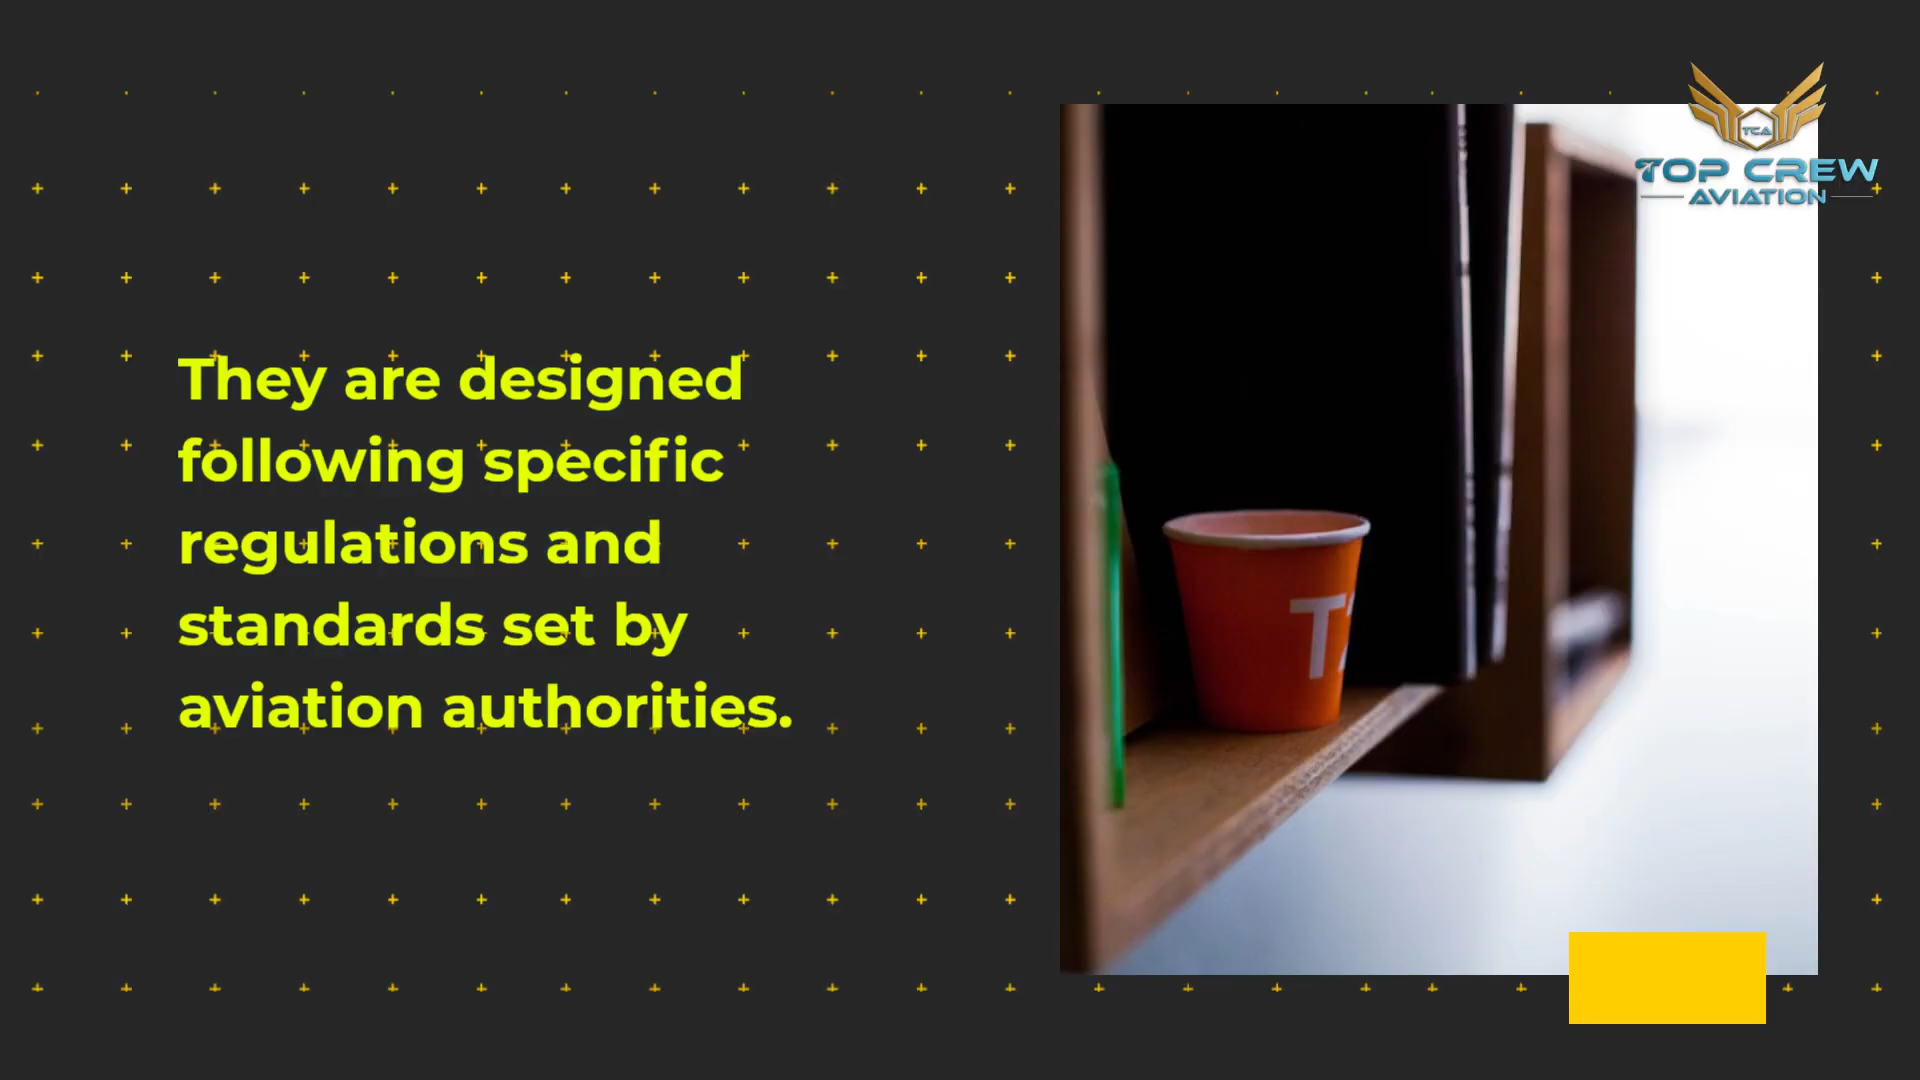 TCA
TOP CREW
AVIATION
They are designed
following specific
regulations and
standards set by
aviation authorities.